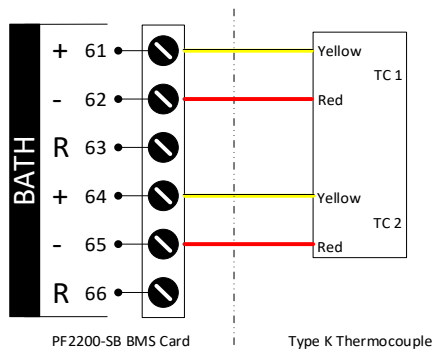 BATH
+ 61
- 62
R 63
+ 64
- 65
R 66
Yellow
TC 1
Red
Yellow
TC 2
Red
PF2200-SB BMS Card
Type K Thermocouple